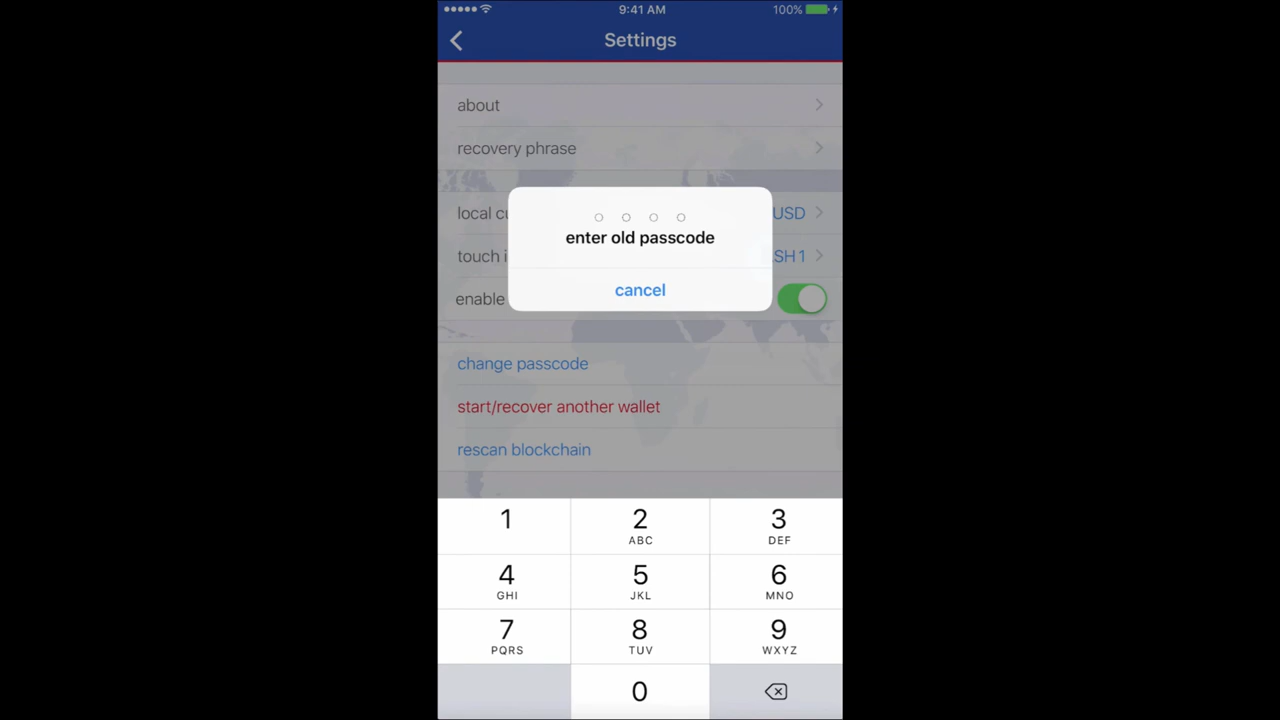 9:41 AM 100%
Settings
about
recovery phrase
local cu USD
enter old passcode
touch i SH 1
cancel
enable
change passcode
start/recover another wallet
rescan blockchain
1 2 3
ABC DEF
4 5 6
GHI JKL MNO
7 8 9
PQRS TUV WXYZ
0